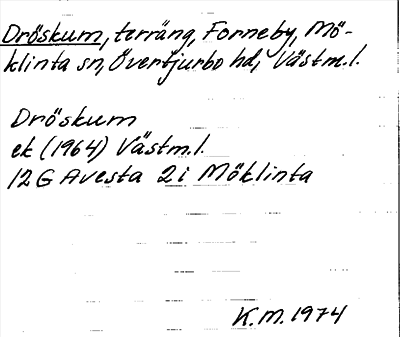 Dröskum, terräng, Forneby, Mö-
klinta sn, Övertjurbo hd, Västm.l.
Dröskum
ek (1964) Västm.l.
12 G Avesta 2 i Möklinta
K.M. 1974